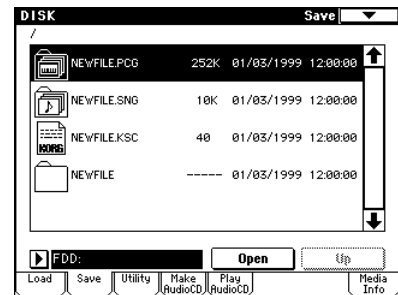 DISK Save
/
NEWFILE.PCG 252K 01/03/1999 12:00:00
NEWFILE.SNG 10K 01/03/1999 12:00:00
KORG NEWFILE.KSC 40 01/03/1999 12:00:00
NEWFILE ----- 01/03/1999 12:00:00
FDD: Open Up
Load Save Utility Make AudioCD Play AudioCD Media Info